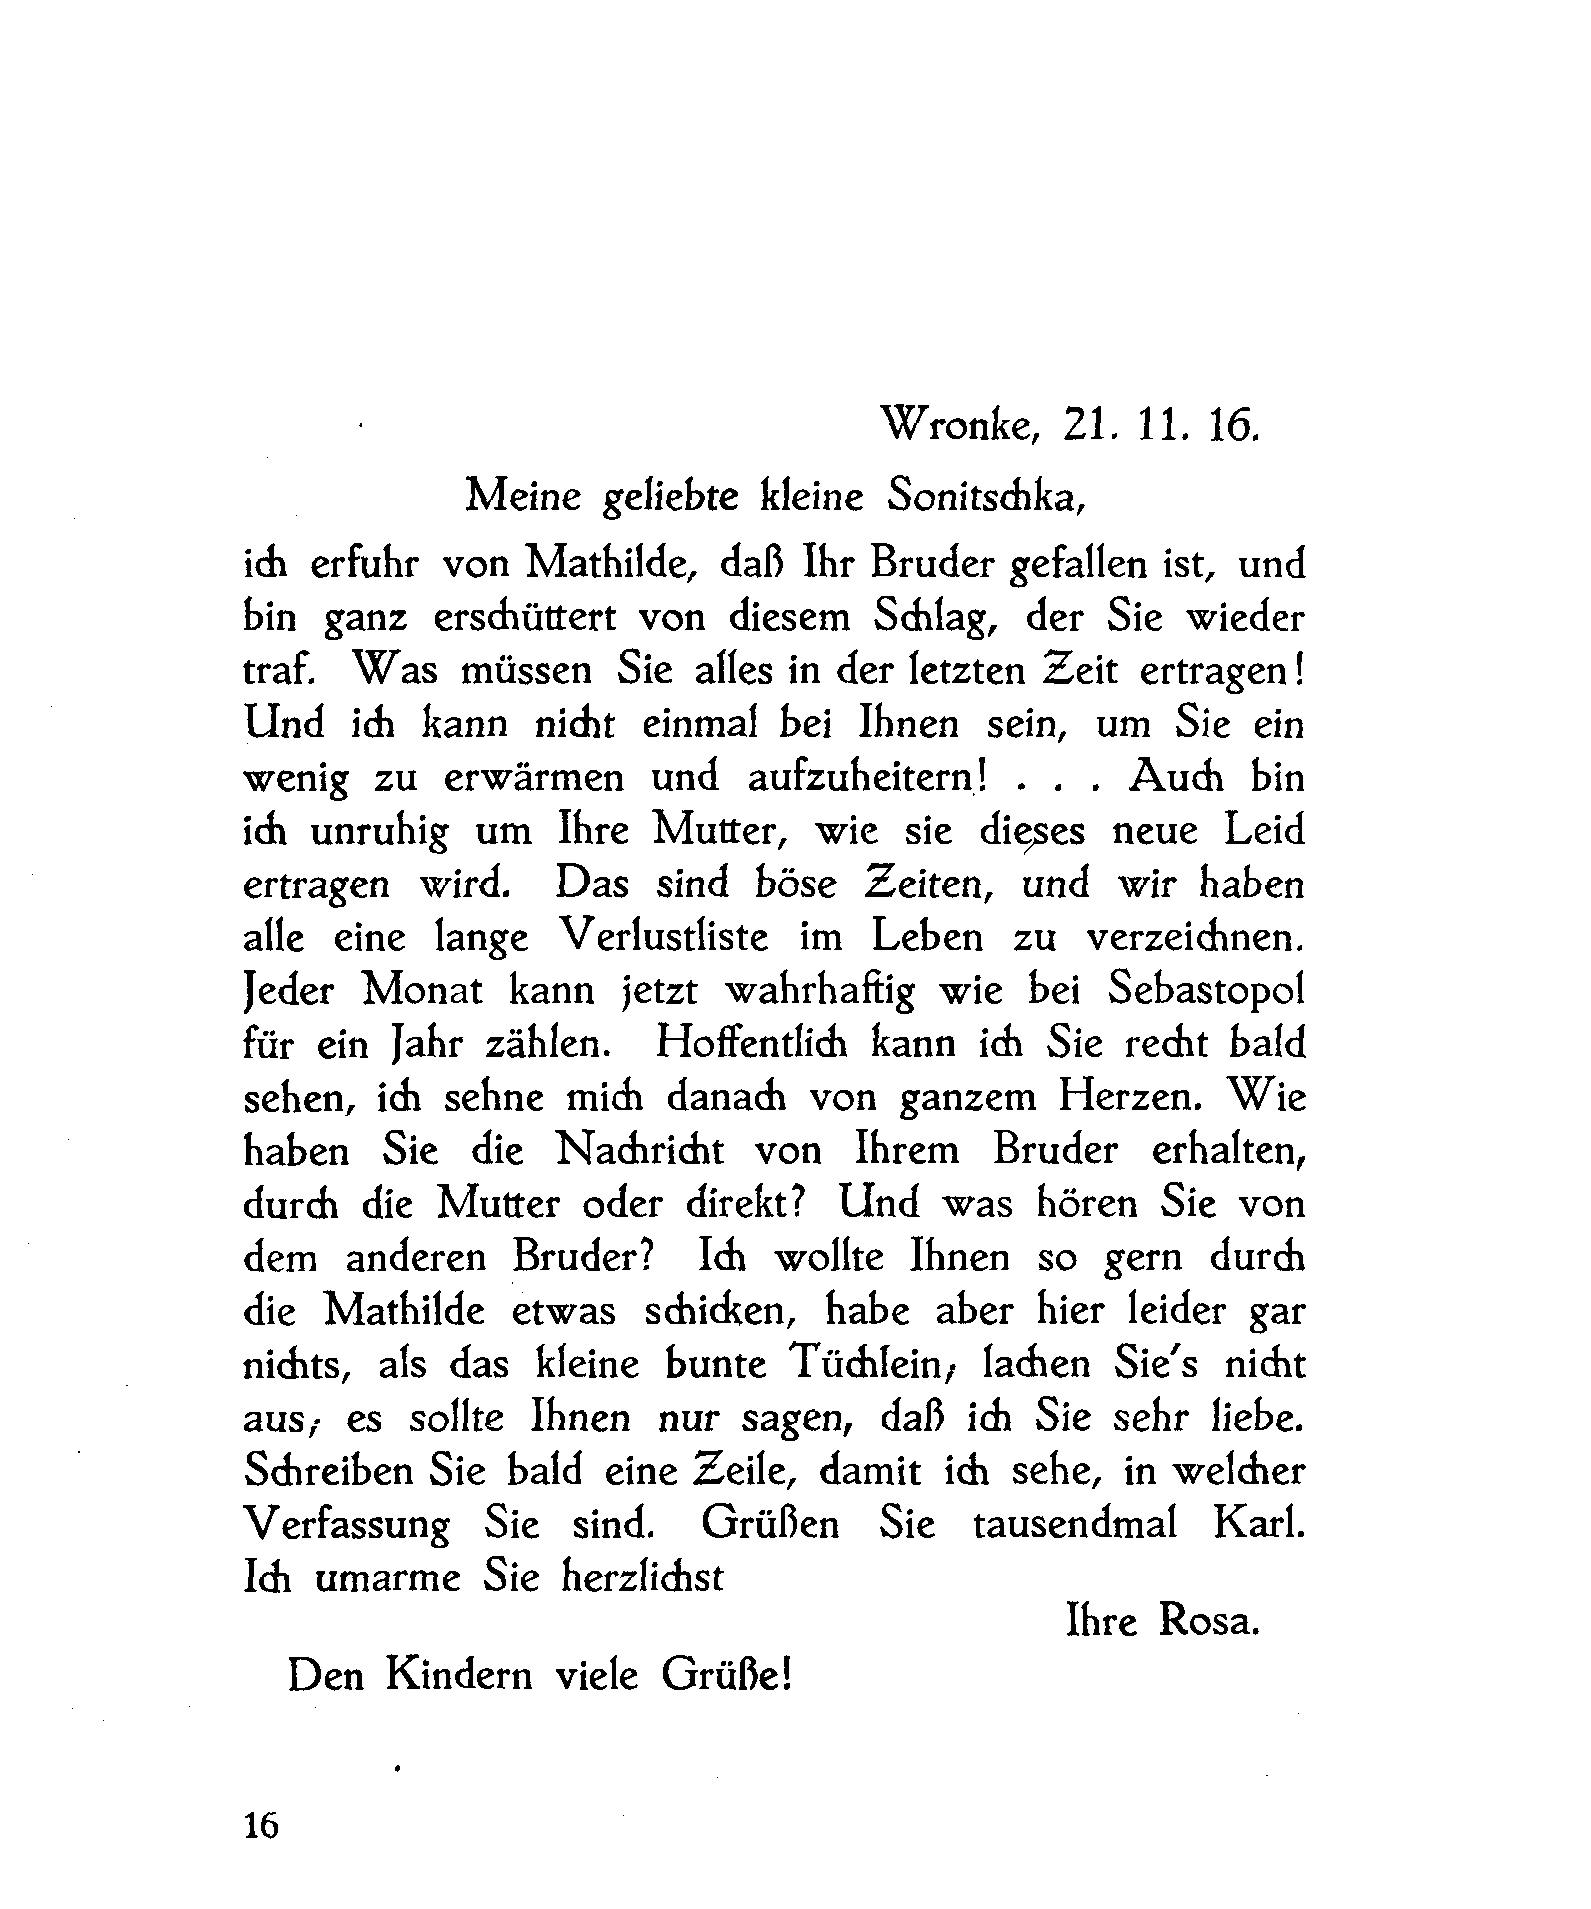 Wronke, 21. 11. 16.
Meine geliebte kleine Sonitschka,
ich erfuhr von Mathilde, daß Ihr Bruder gefallen ist, und
bin ganz erschüttert von diesem Schlag, der Sie wieder
traf. Was müssen Sie alles in der letzten Zeit ertragen!
Und ich kann nicht einmal bei Ihnen sein, um Sie ein
wenig zu erwärmen und aufzuheitern! . . . Auch bin
ich unruhig um Ihre Mutter, wie sie dieses neue Leid
ertragen wird. Das sind böse Zeiten, und wir haben
alle eine lange Verlustliste im Leben zu verzeichnen.
Jeder Monat kann jetzt wahrhaftig wie bei Sebastopol
für ein Jahr zählen. Hoffentlich kann ich Sie recht bald
sehen, ich sehne mich danach von ganzem Herzen. Wie
haben Sie die Nachricht von Ihrem Bruder erhalten,
durch die Mutter oder direkt? Und was hören Sie von
dem anderen Bruder? Ich wollte Ihnen so gern durch
die Mathilde etwas schicken, habe aber hier leider gar
nichts, als das kleine bunte Tüchlein; lachen Sie's nicht
aus; es sollte Ihnen nur sagen, daß ich Sie sehr liebe.
Schreiben Sie bald eine Zeile, damit ich sehe, in welcher
Verfassung Sie sind. Grüßen Sie tausendmal Karl.
Ich umarme Sie herzlichst
Ihre Rosa.
Den Kindern viele Grüße!
16